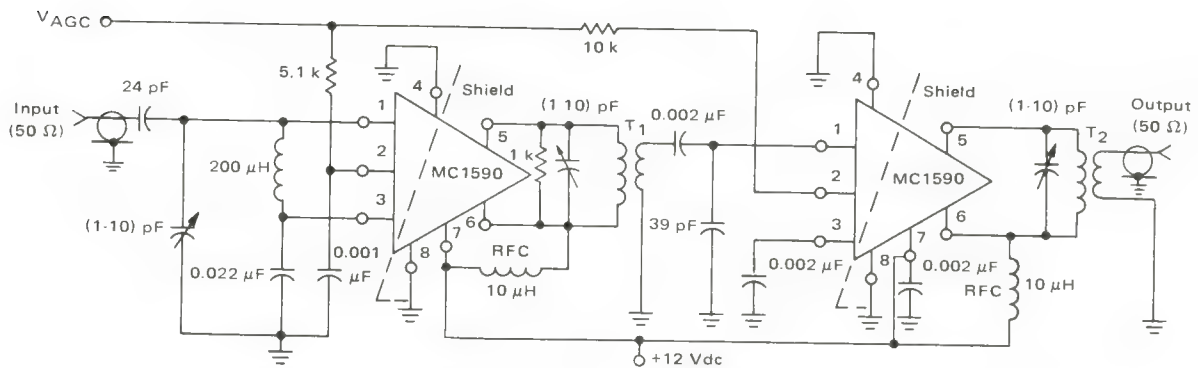 VAGC
10 k
5.1 k
24 pF
Input
(50 Ω)
200 μH
(1-10) pF
0.022 μF
0.001
μF
1
2
3
4
5
6
7
8
MC1590
Shield
(1 10) pF
1 k
T1
RFC
10 μH
0.002 μF
39 pF
+12 Vdc
1
2
3
4
5
6
7
8
MC1590
Shield
0.002 μF
0.002 μF
RFC
10 μH
(1-10) pF
T2
Output
(50 Ω)